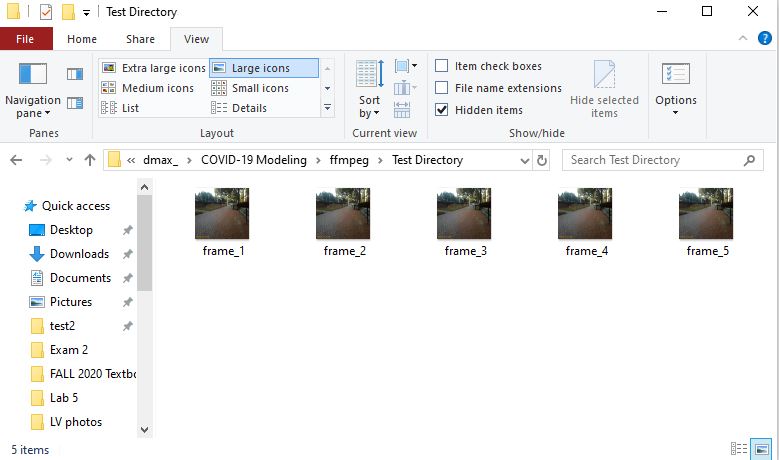 Test Directory
File Home Share View
Navigation pane
Panes
Extra large icons Large icons
Medium icons Small icons
List Details
Layout
Sort by
Current view
Item check boxes
File name extensions
Hidden items
Hide selected items
Show/hide
Options
« dmax_ > COVID-19 Modeling > ffmpeg > Test Directory
Search Test Directory
Quick access
Desktop
Downloads
Documents
Pictures
test2
Exam 2
FALL 2020 Textbo
Lab 5
LV photos
frame_1 frame_2 frame_3 frame_4 frame_5
5 items